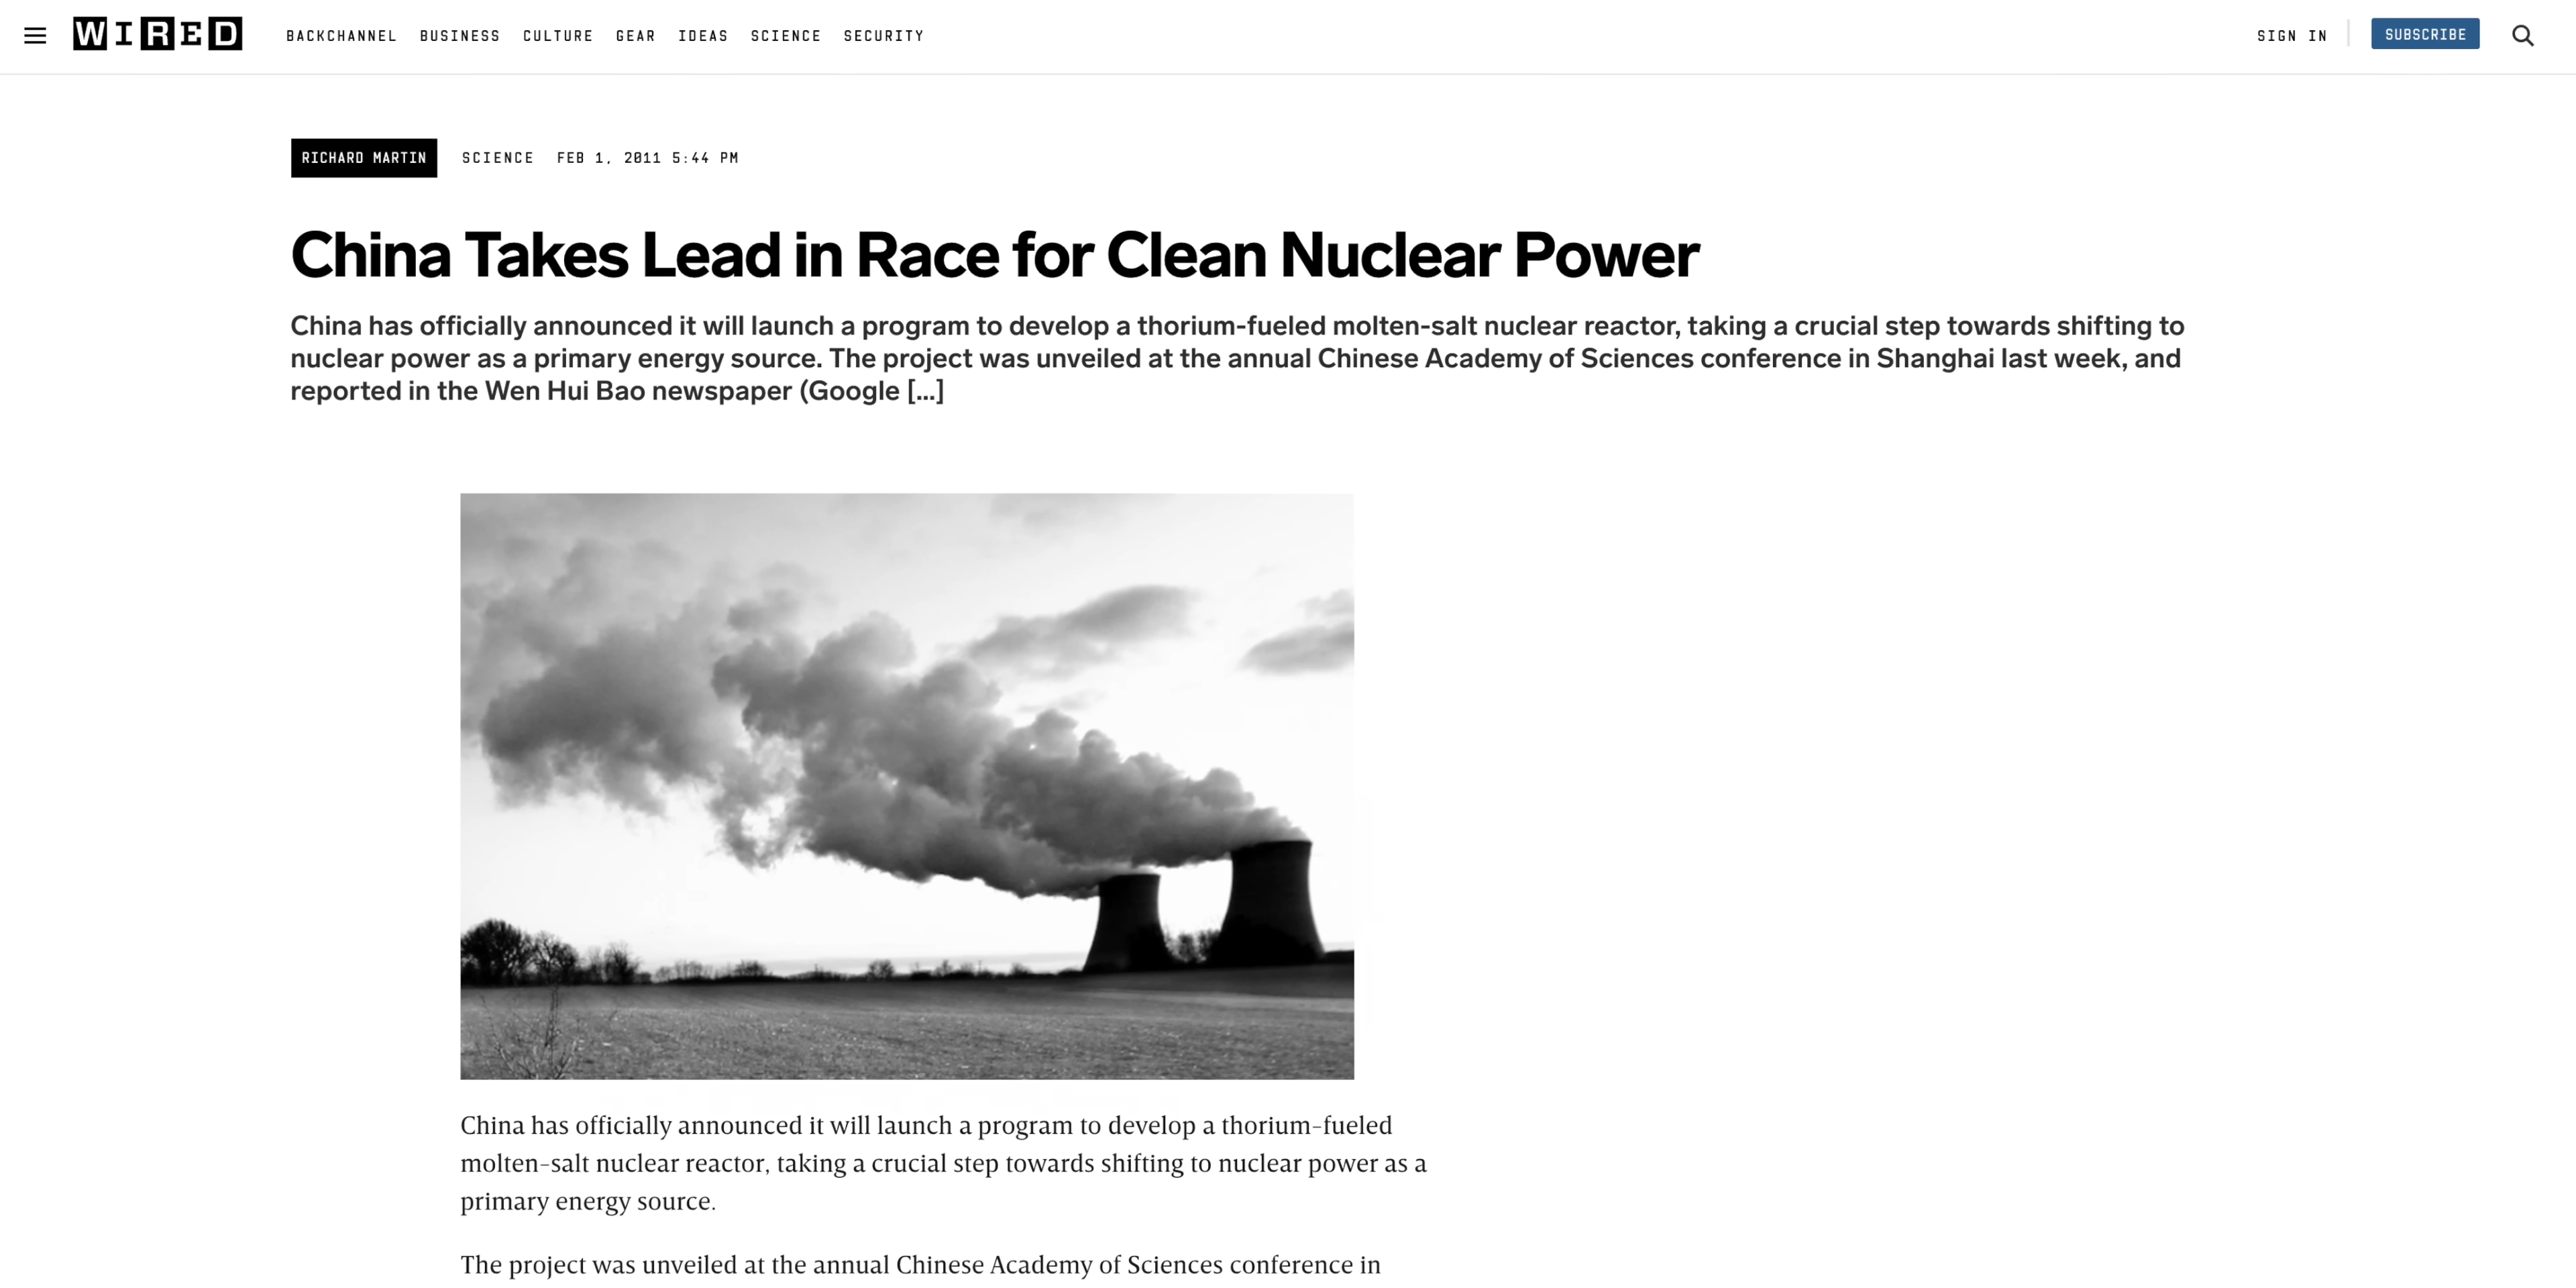 WIRED
BACKCHANNEL BUSINESS CULTURE GEAR IDEAS SCIENCE SECURITY
SIGN IN
SUBSCRIBE
RICHARD MARTIN
SCIENCE FEB 1, 2011 5:44 PM
China Takes Lead in Race for Clean Nuclear Power
China has officially announced it will launch a program to develop a thorium-fueled molten-salt nuclear reactor, taking a crucial step towards shifting to
nuclear power as a primary energy source. The project was unveiled at the annual Chinese Academy of Sciences conference in Shanghai last week, and
reported in the Wen Hui Bao newspaper (Google [...]
China has officially announced it will launch a program to develop a thorium-fueled
molten-salt nuclear reactor, taking a crucial step towards shifting to nuclear power as a
primary energy source.
The project was unveiled at the annual Chinese Academy of Sciences conference in